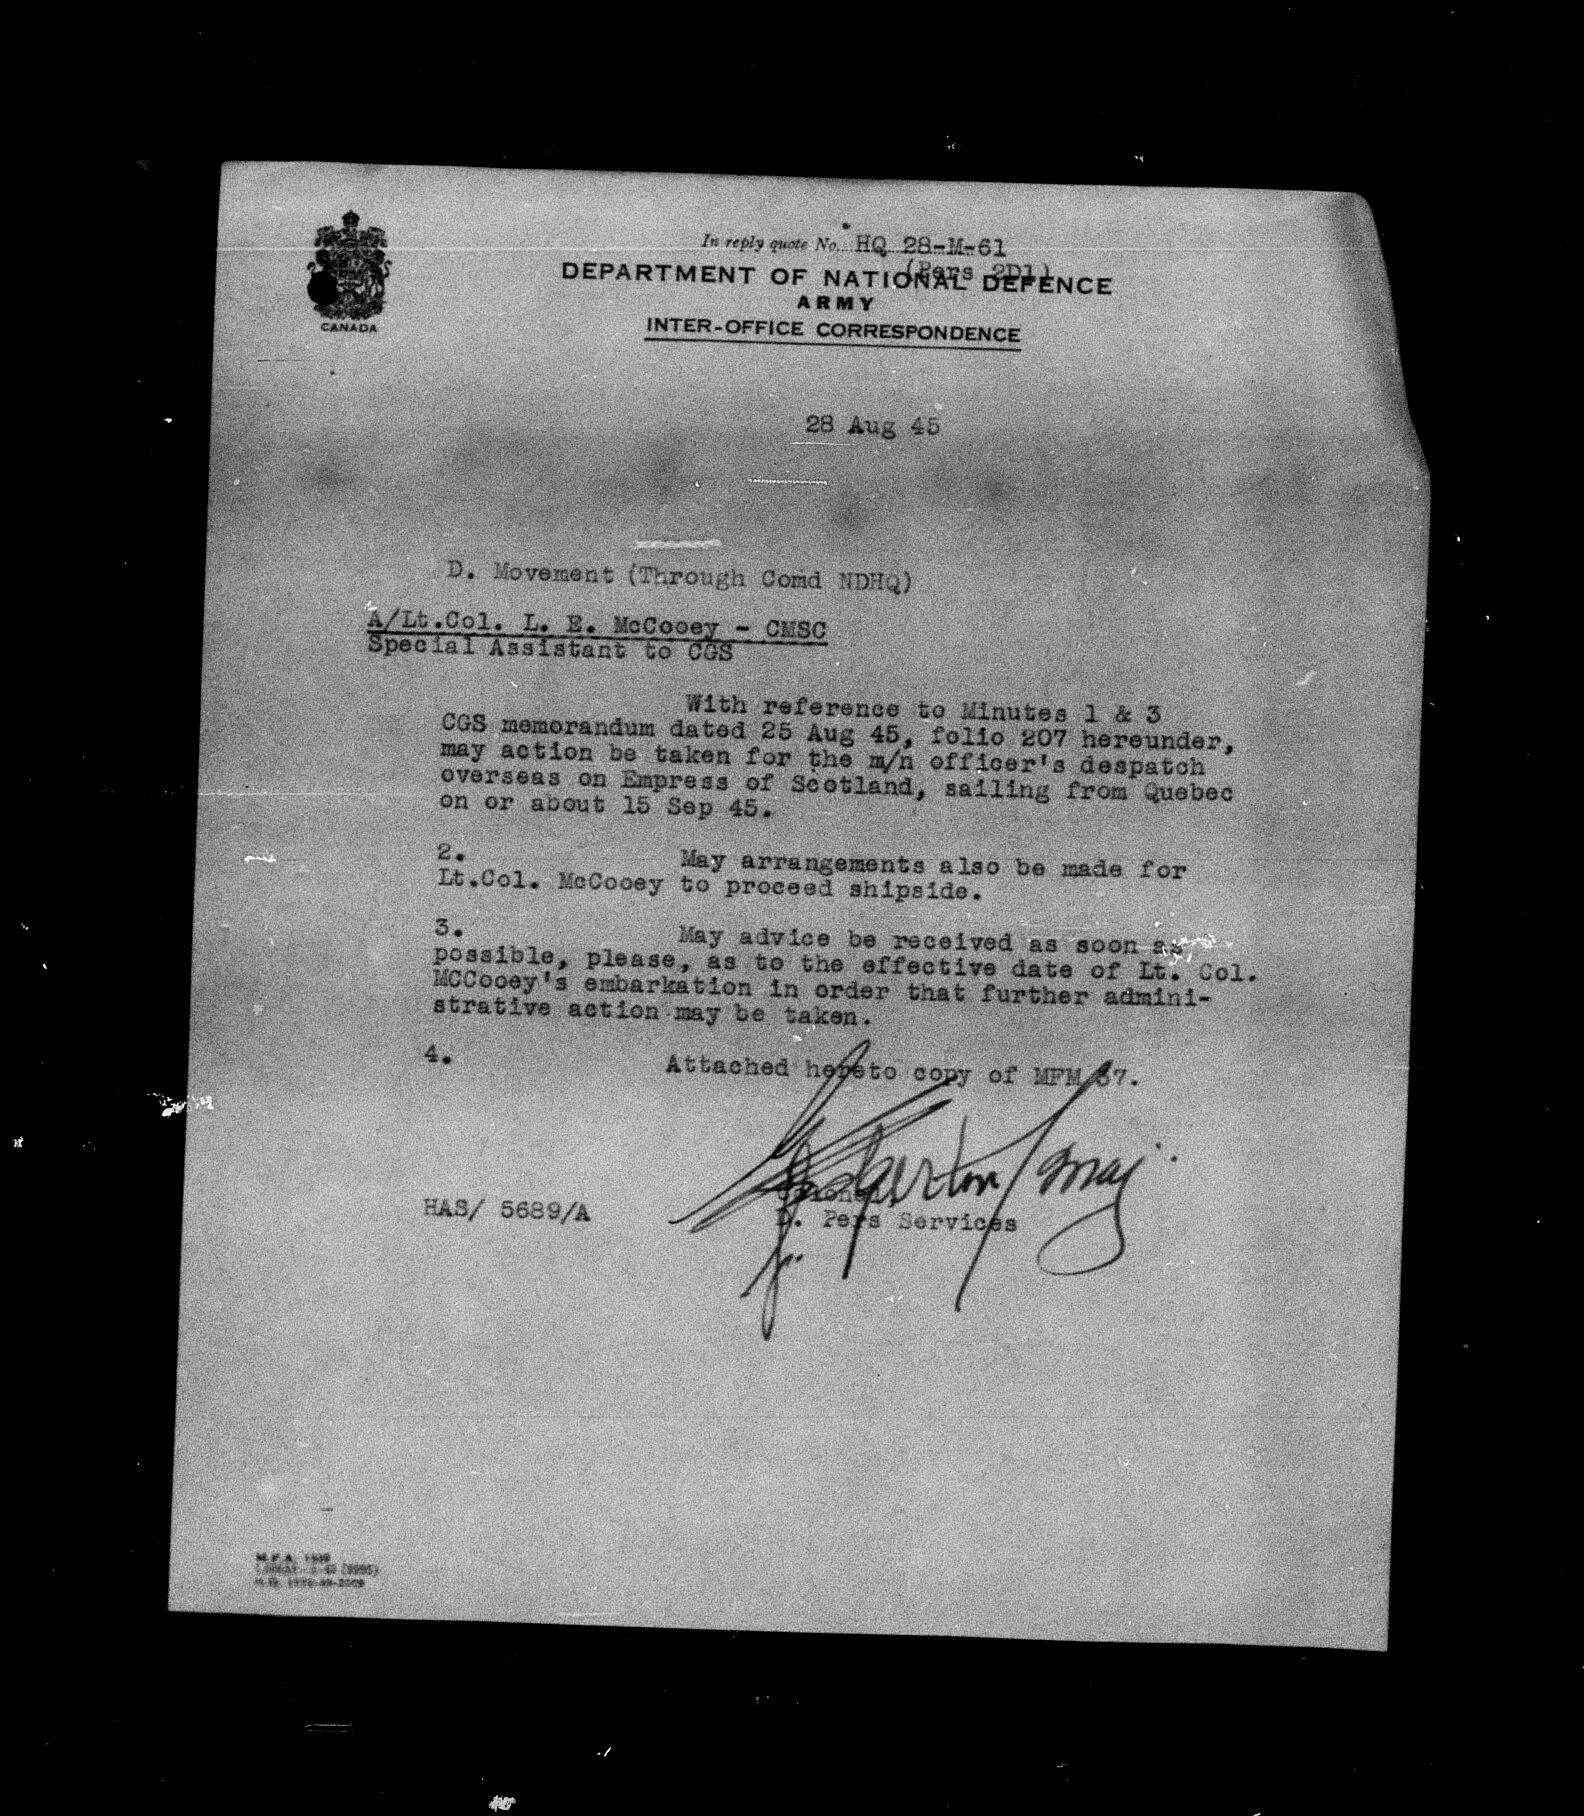 In reply quote No. HQ 28-M-61
(Pers 2D1)
DEPARTMENT OF NATIONAL DEFENCE
ARMY
INTER-OFFICE CORRESPONDENCE
CANADA
28 Aug 45
D. Movement (Through Comd NDHQ)
A/Lt.Col. L. E. McCooey - CMSC
Special Assistant to CGS
With reference to Minutes 1 & 3
CGS memorandum dated 25 Aug 45, folio 207 hereunder,
may action be taken for the m/n officer's despatch
overseas on Empress of Scotland, sailing from Quebec
on or about 15 Sep 45.
2. May arrangements also be made for
Lt.Col. McCooey to proceed shipside.
3. May advice be received as soon as
possible, please, as to the effective date of Lt. Col.
MCCooey's embarkation in order that further admini-
strative action may be taken.
4. Attached hereto copy of MFM 67.
Maj
HAS/ 5689/A
D. Pers Services